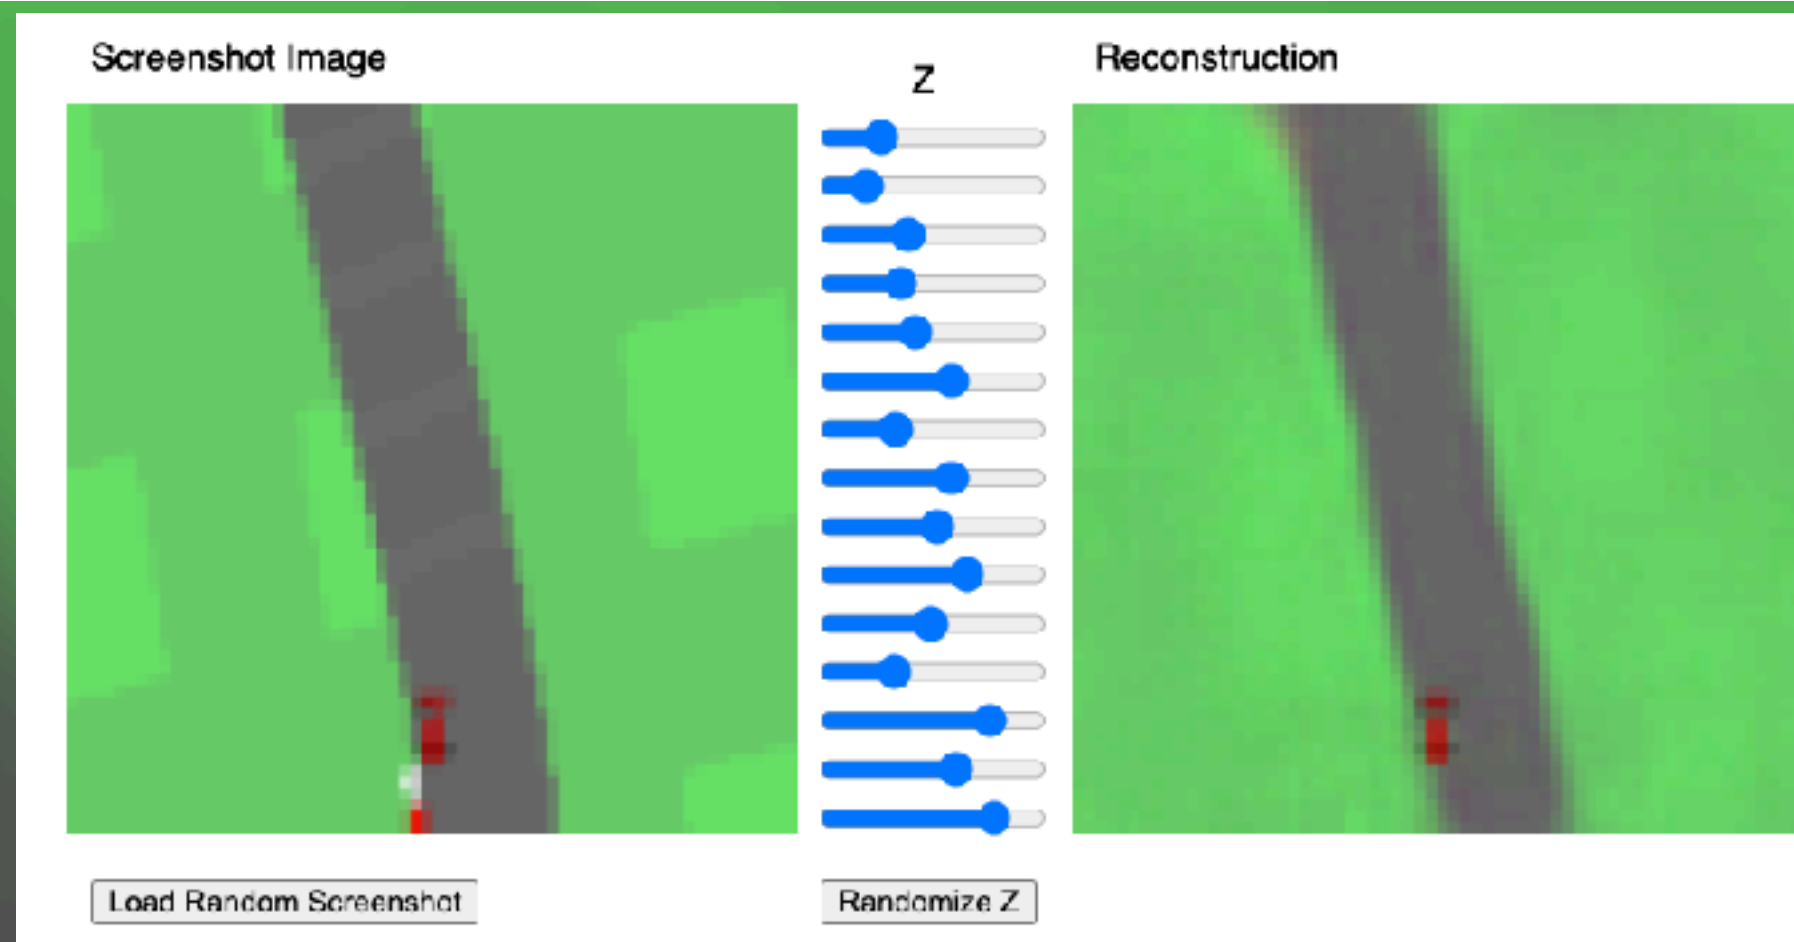 Screenshot Image
Z
Reconstruction
Load Random Screenshot
Randomize Z